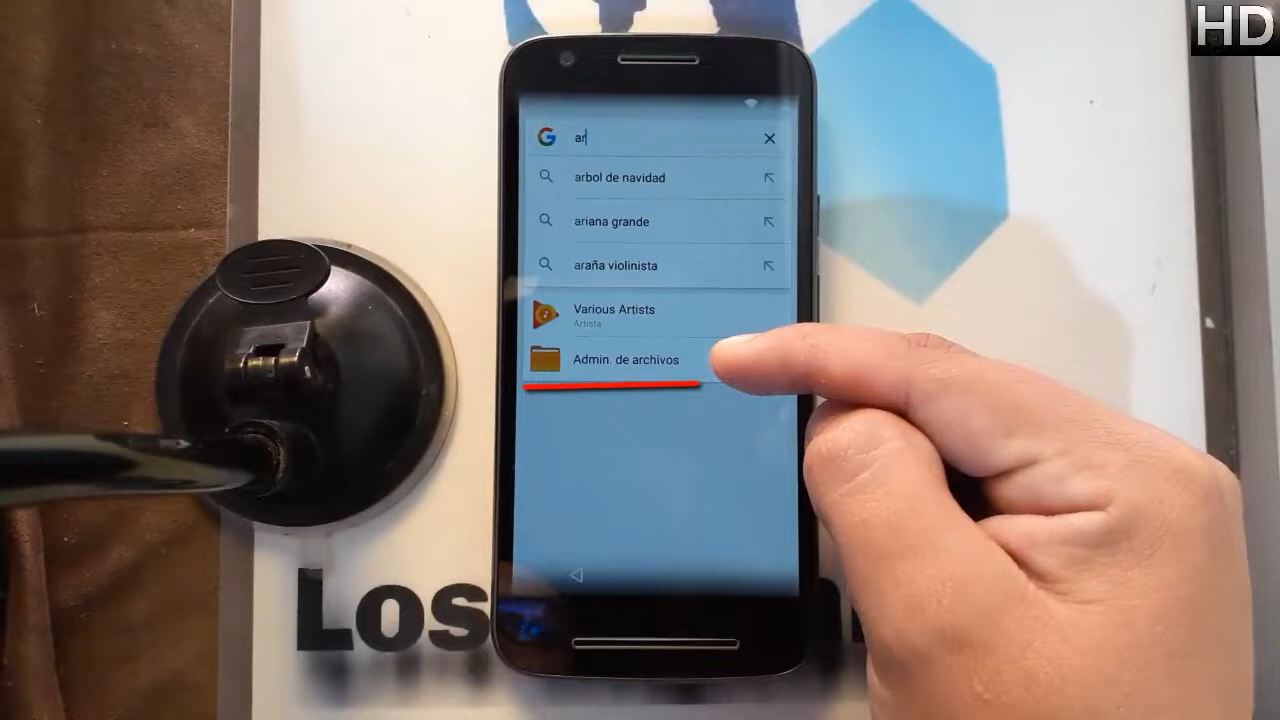 HD
ar
arbol de navidad
ariana grande
araña violinista
Various Artists
Artista
Admin. de archivos
Los